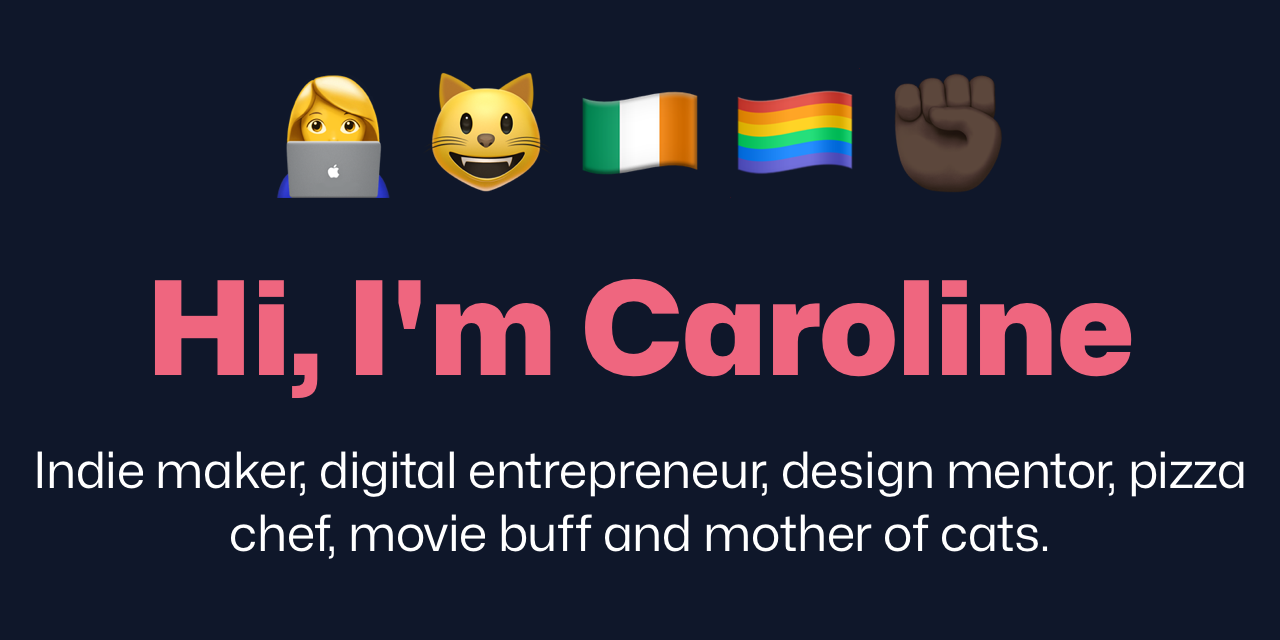 Hi, I'm Caroline
Indie maker, digital entrepreneur, design mentor, pizza
chef, movie buff and mother of cats.